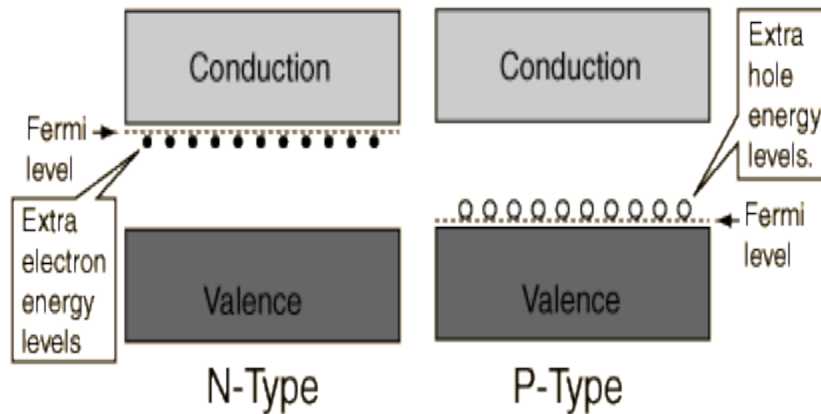 Conduction
Fermi
level
Extra
electron
energy
levels
Valence
N-Type
Conduction
Extra
hole
energy
levels.
Fermi
level
Valence
P-Type